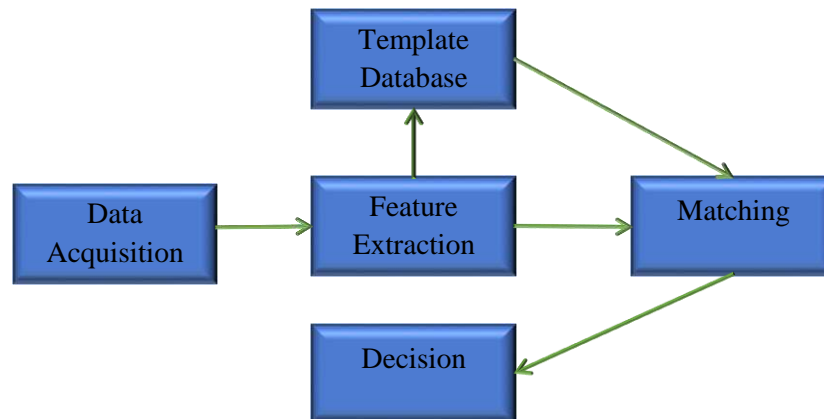 Template
Database
Data
Acquisition
Feature
Extraction
Matching
Decision